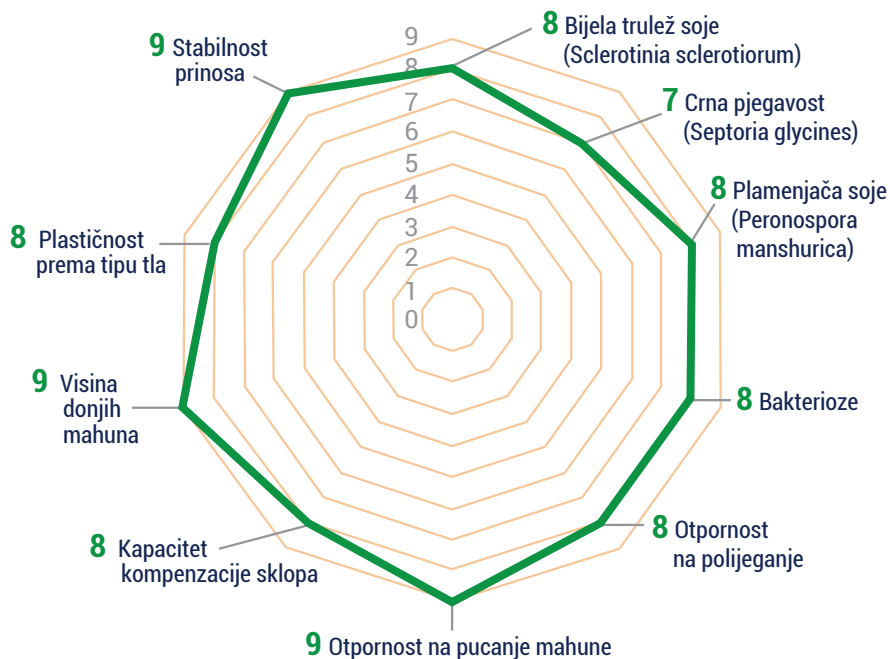 8 Bijela trulež soje
(Sclerotinia sclerotiorum)
7 Crna pjegavost
(Septoria glycines)
8 Plamenjača soje
(Peronospora
manshurica)
8 Bakterioze
8 Otpornost
na polijeganje
9 Otpornost na pucanje mahune
8 Kapacitet
kompenzacije sklopa
9 Visina
donjih
mahuna
8 Plastičnost
prema tipu tla
9 Stabilnost
prinosa
9
8
7
6
5
4
3
2
1
0